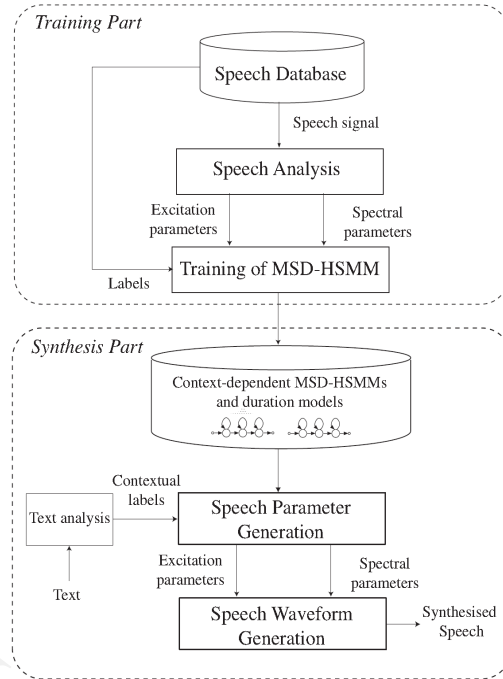 Training Part
Speech Database
Speech signal
Speech Analysis
Excitation
parameters
Spectral
parameters
Training of MSD-HSMM
Labels
Synthesis Part
Context-dependent MSD-HSMMs
and duration models
Contextual
labels
Text analysis
Speech Parameter
Generation
Text
Excitation
parameters
Spectral
parameters
Speech Waveform
Generation
Synthesised
Speech